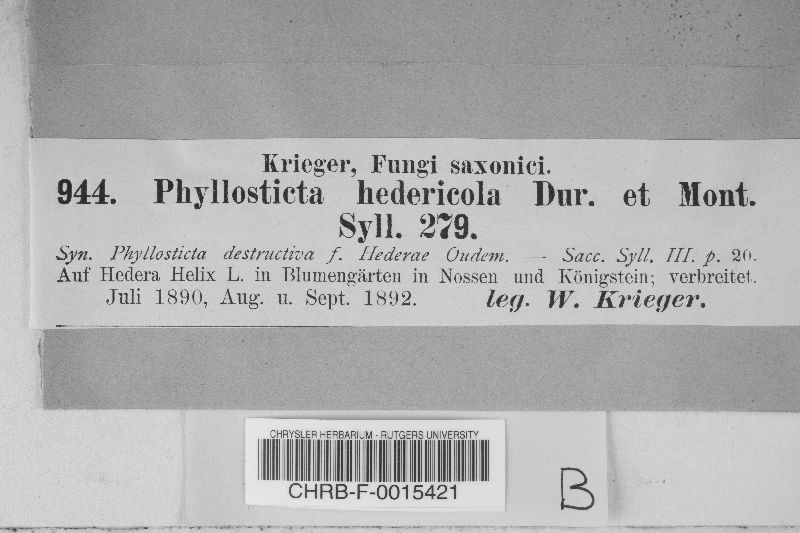 Krieger, Fungi saxonici.
944. Phyllosticta hedericola Dur. et Mont.
Syll. 279.
Syn. Phyllosticta destructiva f. Hederae Oudem. — Sacc. Syll. III. p. 20.
Auf Hedera Helix L. in Blumengärten in Nossen und Königstein; verbreitet.
Juli 1890, Aug. u. Sept. 1892. leg. W. Krieger.
CHRYSLER HERBARIUM - RUTGERS UNIVERSITY
CHRB-F-0015421
B